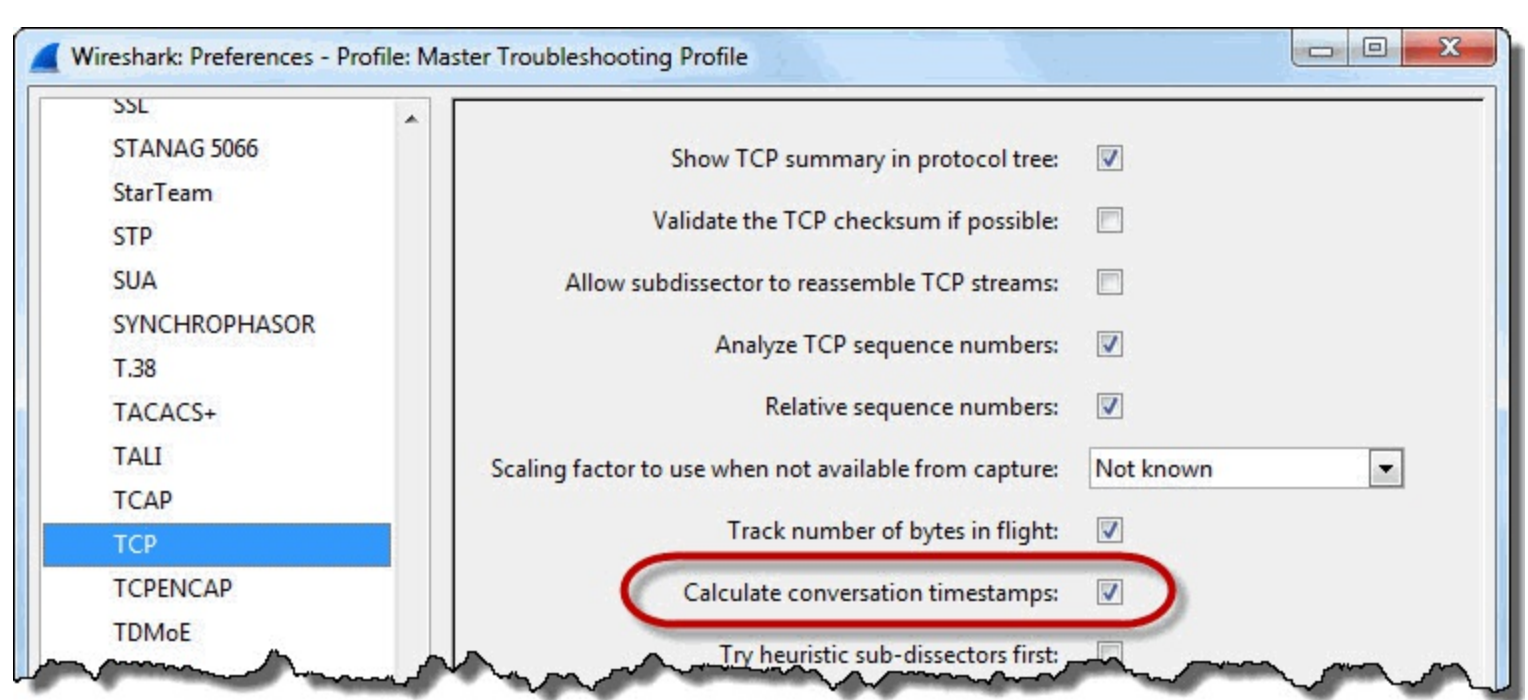 Wireshark: Preferences - Profile: Master Troubleshooting Profile
SSL
STANAG 5066
StarTeam
STP
SUA
SYNCHROPHASOR
T.38
TACACS+
TALI
TCAP
TCP
TCPENCAP
TDMoE
Show TCP summary in protocol tree:
Validate the TCP checksum if possible:
Allow subdissector to reassemble TCP streams:
Analyze TCP sequence numbers:
Relative sequence numbers:
Scaling factor to use when not available from capture: Not known
Track number of bytes in flight:
Calculate conversation timestamps:
Try heuristic sub-dissectors first: